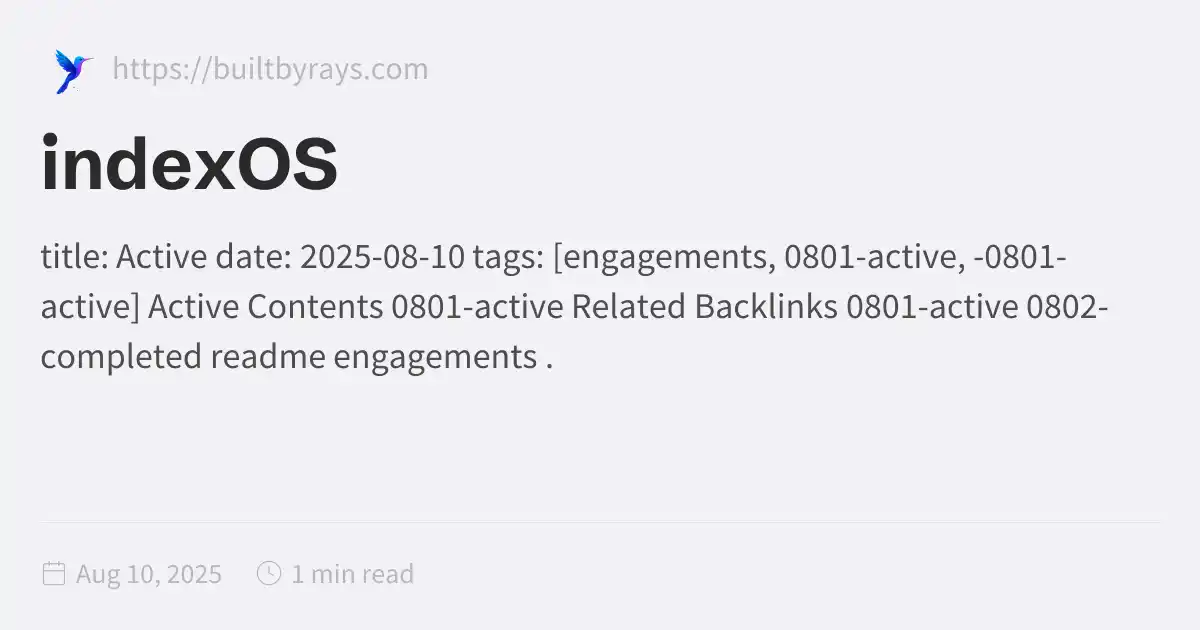 https://builtbyrays.com
indexOS
title: Active date: 2025-08-10 tags: [engagements, 0801-active, -0801-
active] Active Contents 0801-active Related Backlinks 0801-active 0802-
completed readme engagements .
Aug 10, 2025 1 min read